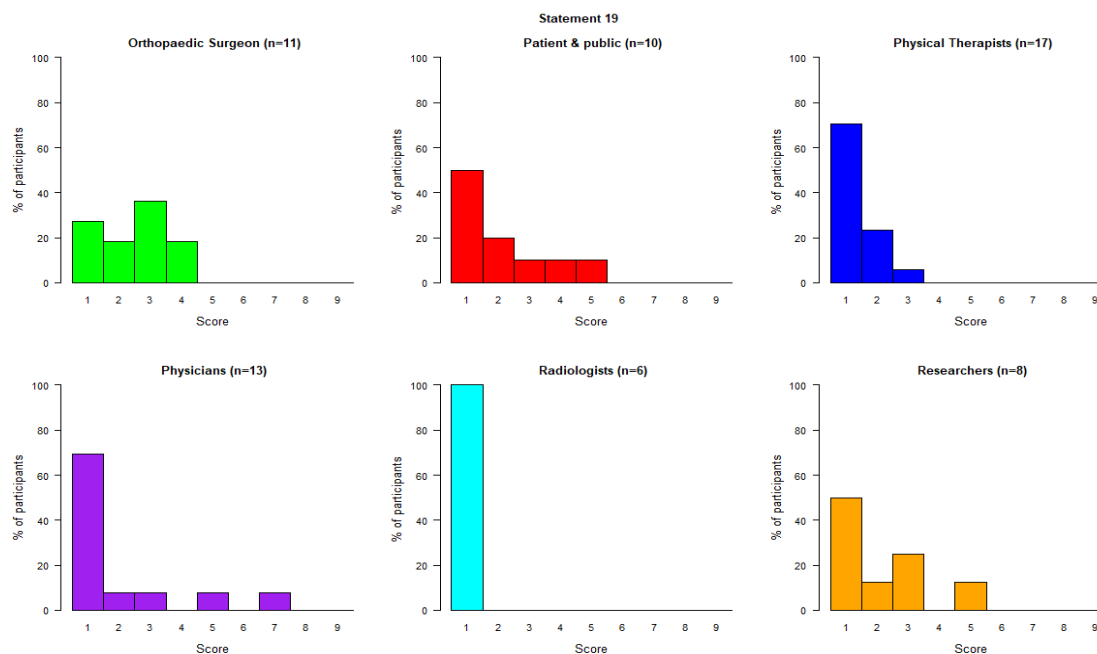 Statement 19
Orthopaedic Surgeon (n=11)
100
80
60
40
20
0
% of participants
1 2 3 4 5 6 7 8 9
Score
Patient & public (n=10)
100
80
60
40
20
0
% of participants
1 2 3 4 5 6 7 8 9
Score
Physical Therapists (n=17)
100
80
60
40
20
0
% of participants
1 2 3 4 5 6 7 8 9
Score
Physicians (n=13)
100
80
60
40
20
0
% of participants
1 2 3 4 5 6 7 8 9
Score
Radiologists (n=6)
100
80
60
40
20
0
% of participants
1 2 3 4 5 6 7 8 9
Score
Researchers (n=8)
100
80
60
40
20
0
% of participants
1 2 3 4 5 6 7 8 9
Score